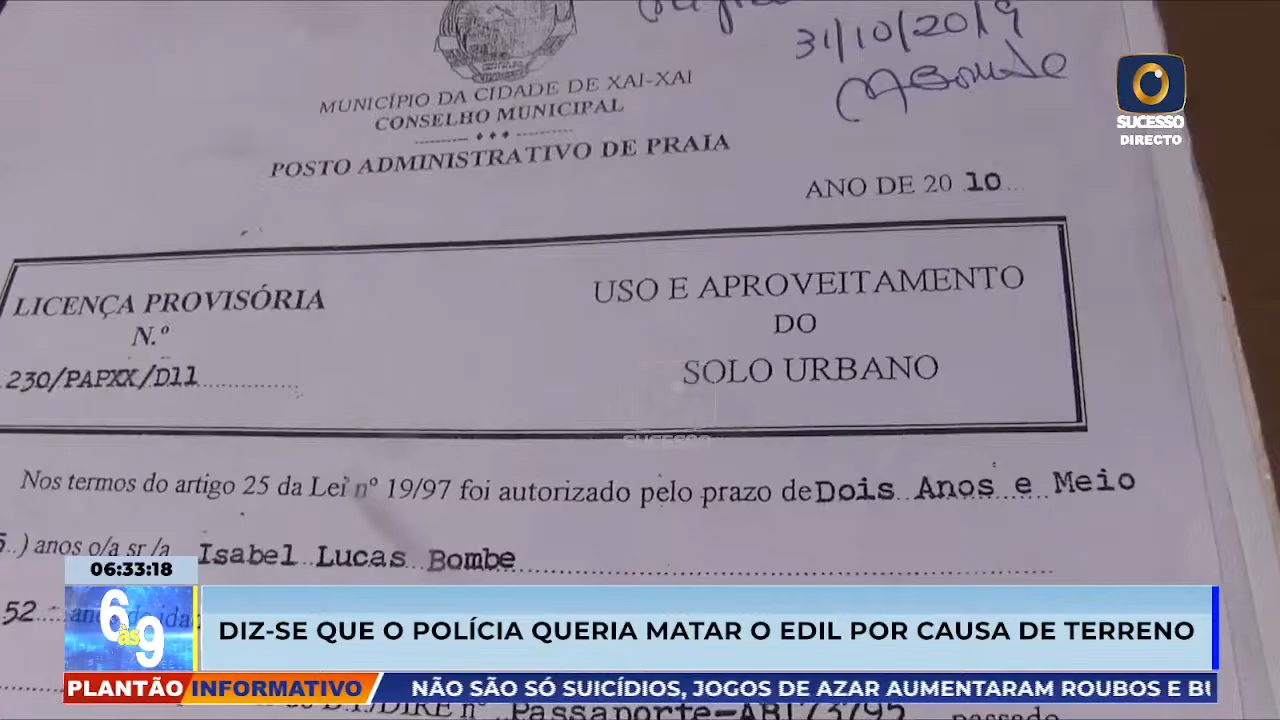 31/10/2019
MUNICÍPIO DA CIDADE DE XAI-XAI
CONSELHO MUNICIPAL
POSTO ADMINISTRATIVO DE PRAIA
SUCESSO
DIRECTO
ANO DE 2010
LICENÇA PROVISÓRIA
N.º
230/PAPXX/D11
USO E APROVEITAMENTO
DO
SOLO URBANO
SUCESSO
Nos termos do artigo 25 da Lei nº 19/97 foi autorizado pelo prazo de Dois Anos e Meio
anos o/a sr/a Isabel Lucas Bombe
06:33:18
52
6 às 9
DIZ-SE QUE O POLÍCIA QUERIA MATAR O EDIL POR CAUSA DE TERRENO
PLANTÃO INFORMATIVO
NÃO SÃO SÓ SUICÍDIOS, JOGOS DE AZAR AUMENTARAM ROUBOS E BU